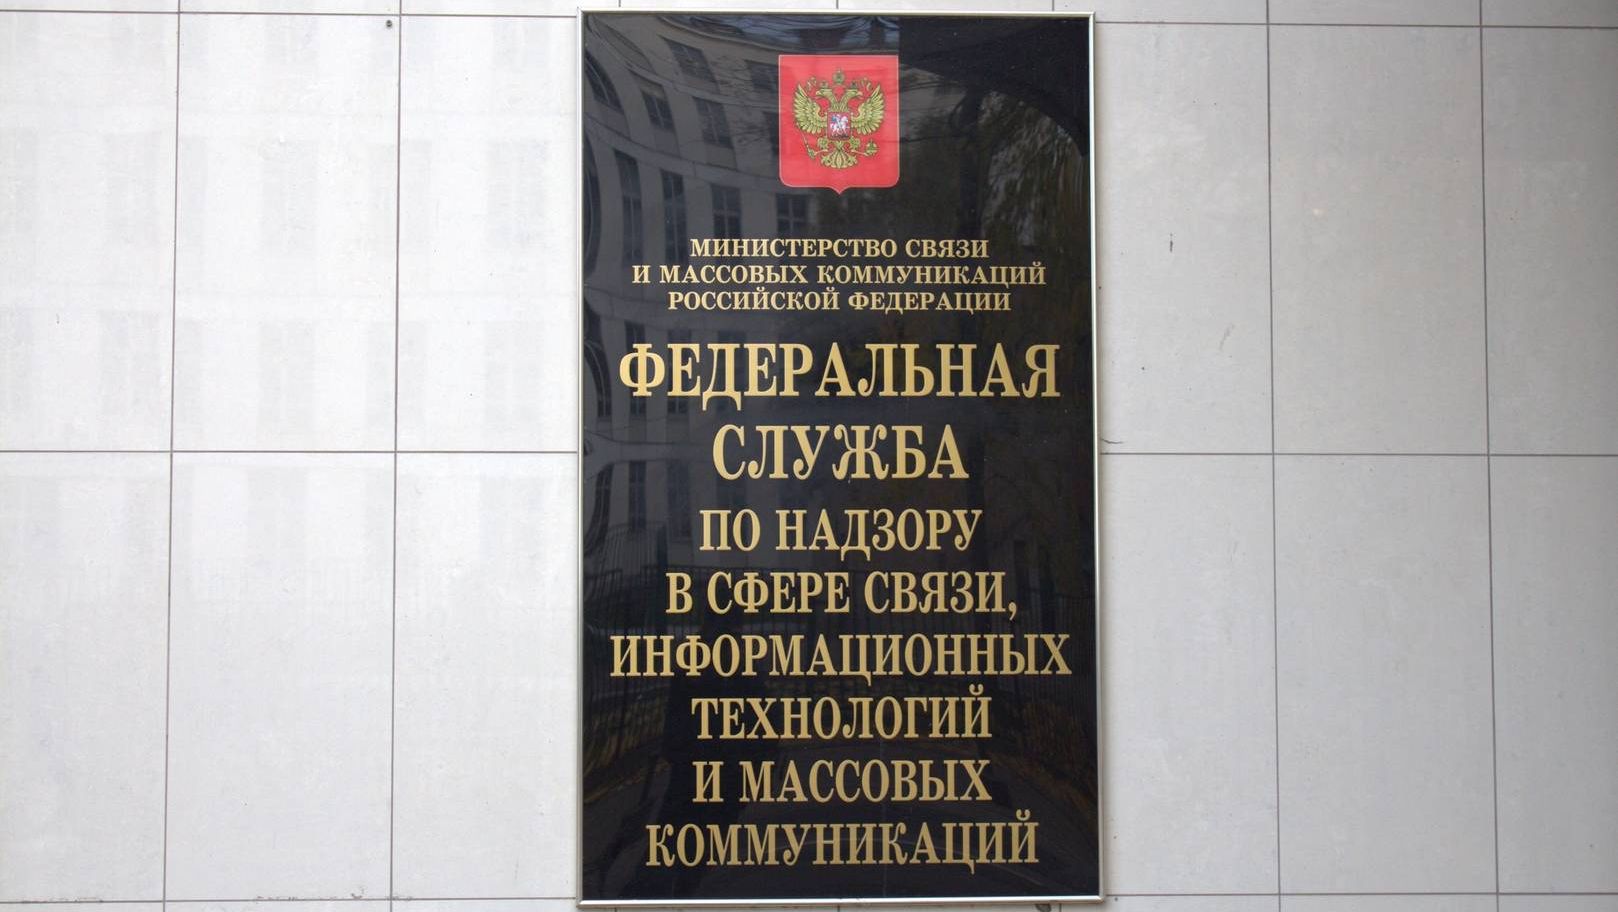 МИНИСТЕРСТВО СВЯЗИ
И МАССОВЫХ КОММУНИКАЦИЙ
РОССИЙСКОЙ ФЕДЕРАЦИИ
ФЕДЕРАЛЬНАЯ
СЛУЖБА
ПО НАДЗОРУ
В СФЕРЕ СВЯЗИ,
ИНФОРМАЦИОННЫХ
ТЕХНОЛОГИЙ
И МАССОВЫХ
КОММУНИКАЦИЙ